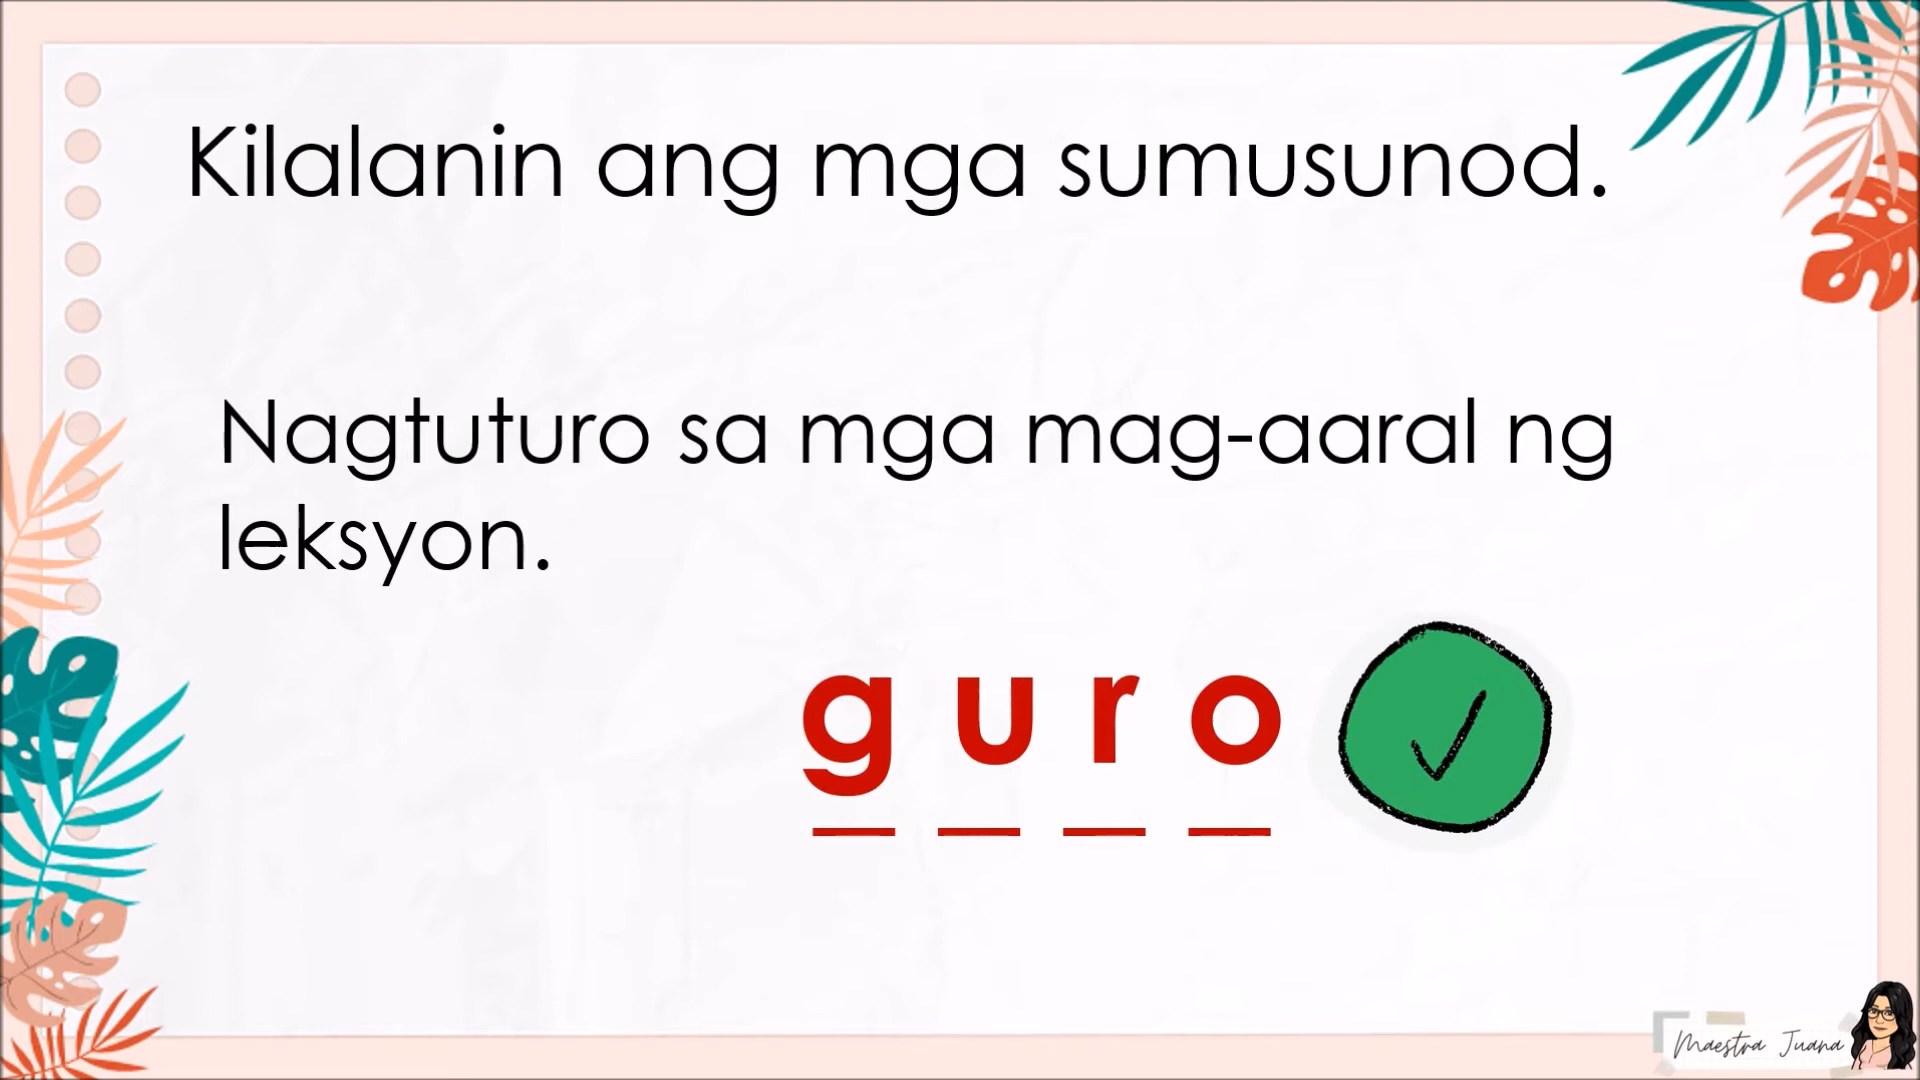 Kilalanin ang mga sumusunod.
Nagtuturo sa mga mag-aaral ng
leksyon.
g u r o
Maestra Juana